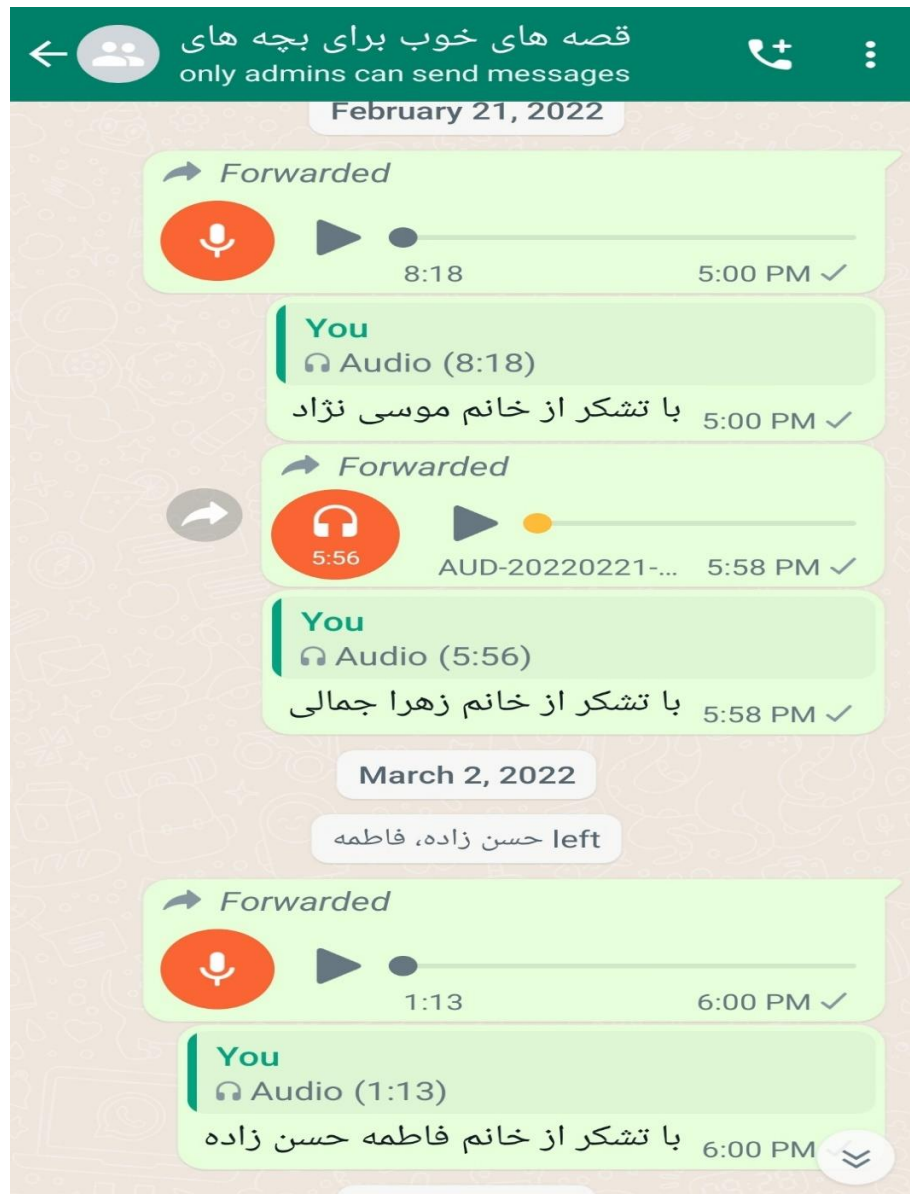 قصه های خوب برای بچه های
only admins can send messages
February 21, 2022
Forwarded
8:18 5:00 PM
You
Audio (8:18)
با تشکر از خانم موسی نژاد 5:00 PM
Forwarded
5:56
AUD-20220221-... 5:58 PM
You
Audio (5:56)
با تشکر از خانم زهرا جمالی 5:58 PM
March 2, 2022
حسن زاده، فاطمه left
Forwarded
1:13 6:00 PM
You
Audio (1:13)
با تشکر از خانم فاطمه حسن زاده 6:00 PM